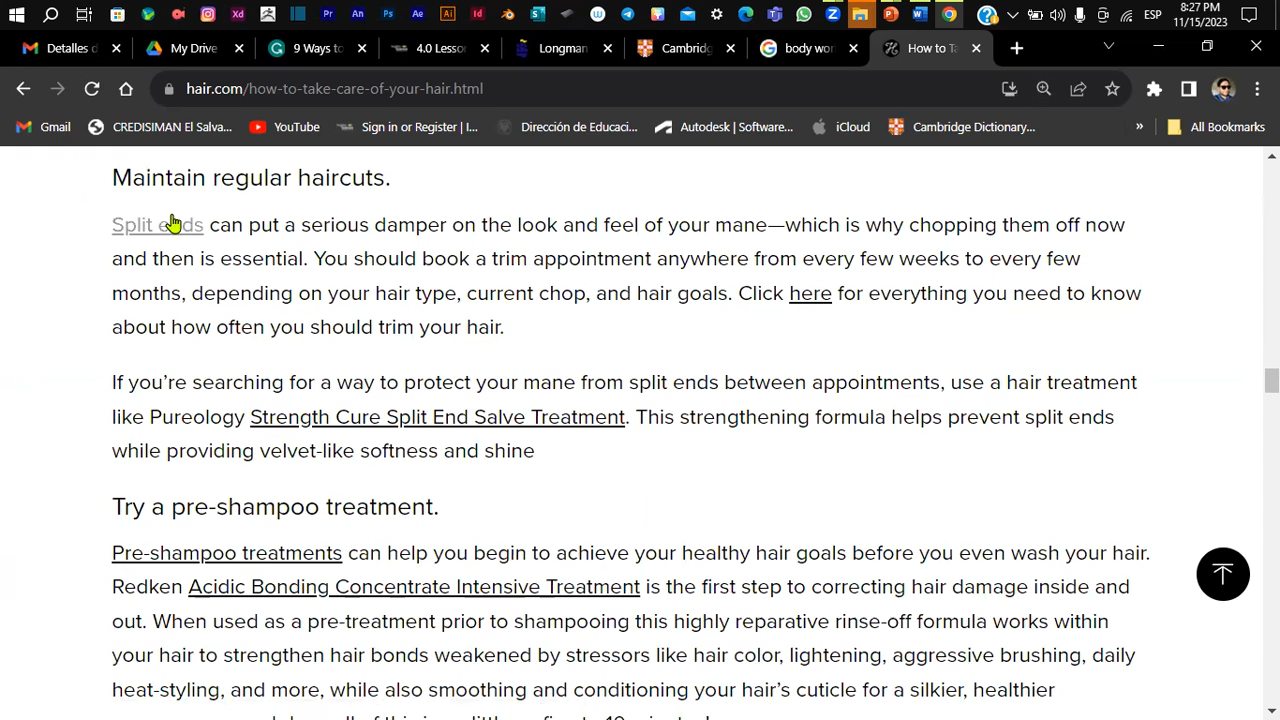 Xd
Pr
An
Ps
Ae
Ai
Id
S
ESP
8:27 PM
11/15/2023
Detalles d
My Drive
9 Ways to
4.0 Lesso
Longman
Cambridg
body wor
How to Ta
hair.com/how-to-take-care-of-your-hair.html
Gmail
CREDISIMAN El Salva...
YouTube
Sign in or Register | I...
Dirección de Educaci...
Autodesk | Software...
iCloud
Cambridge Dictionary...
»
All Bookmarks
Maintain regular haircuts.
Split ends can put a serious damper on the look and feel of your mane—which is why chopping them off now
and then is essential. You should book a trim appointment anywhere from every few weeks to every few
months, depending on your hair type, current chop, and hair goals. Click here for everything you need to know
about how often you should trim your hair.
If you’re searching for a way to protect your mane from split ends between appointments, use a hair treatment
like Pureology Strength Cure Split End Salve Treatment. This strengthening formula helps prevent split ends
while providing velvet-like softness and shine
Try a pre-shampoo treatment.
Pre-shampoo treatments can help you begin to achieve your healthy hair goals before you even wash your hair.
Redken Acidic Bonding Concentrate Intensive Treatment is the first step to correcting hair damage inside and
out. When used as a pre-treatment prior to shampooing this highly reparative rinse-off formula works within
your hair to strengthen hair bonds weakened by stressors like hair color, lightening, aggressive brushing, daily
heat-styling, and more, while also smoothing and conditioning your hair’s cuticle for a silkier, healthier